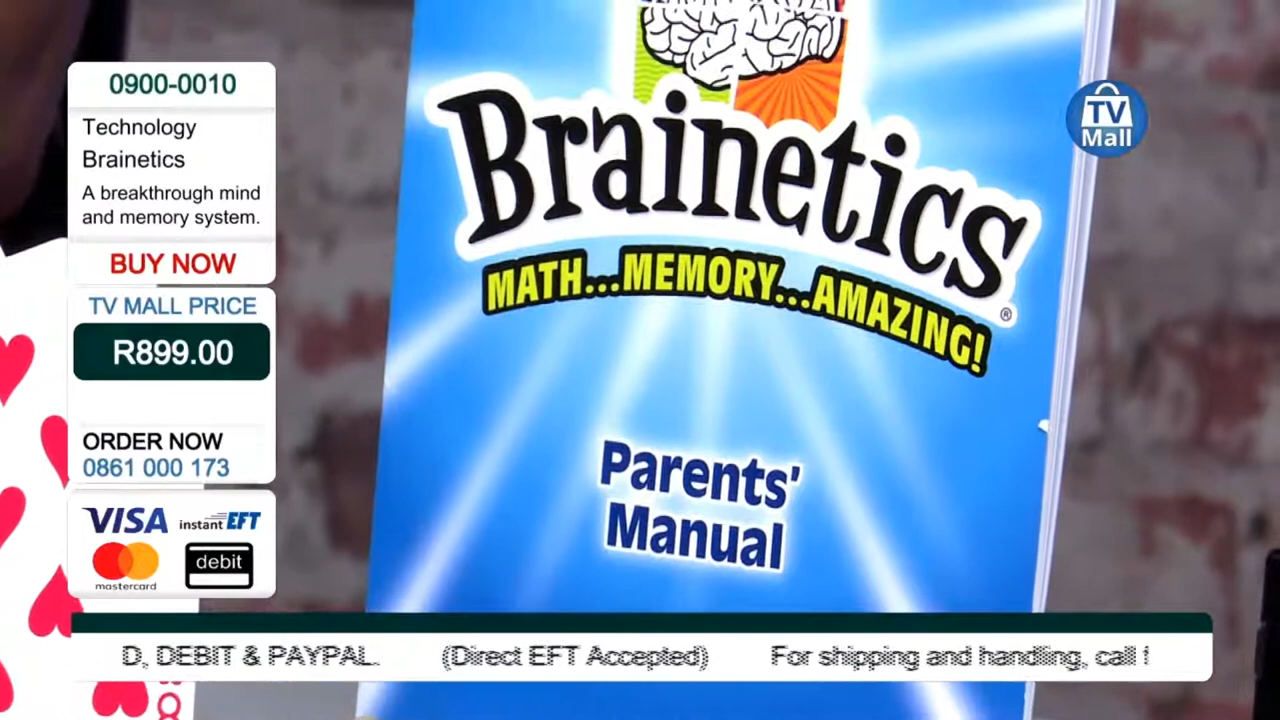 0900-0010
Technology
Brainetics
A breakthrough mind
and memory system.
BUY NOW
TV MALL PRICE
R899.00
ORDER NOW
0861 000 173
VISA
instant EFT
mastercard
debit
Brainetics®
MATH...MEMORY...AMAZING!
Parents'
Manual
TV
Mall
8
D, DEBIT & PAYPAL. (Direct EFT Accepted) For shipping and handling, call